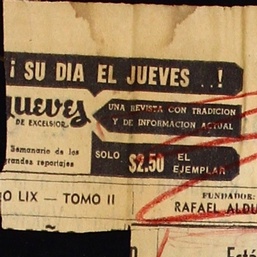 ¡ SU DIA EL JUEVES . . !
jueves
DE EXCELSIOR.
UNA REVISTA CON TRADICION
Y DE INFORMACION ACTUAL
Semanario de los
grandes reportajes
SOLO $2.50 EL
EJEMPLAR
O LIX — TOMO II
FUNDADOR:
RAFAEL ALDU